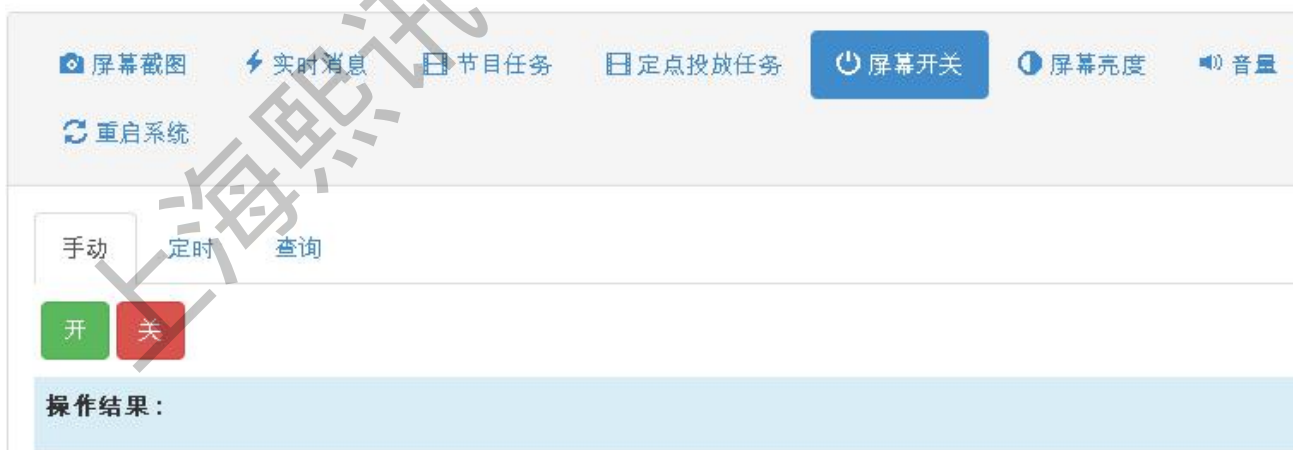 屏幕截图 实时消息 节目任务 定点投放任务 屏幕开关 屏幕亮度 音量
重启系统
手动 定时 查询
开 关
操作结果：
上海熙讯